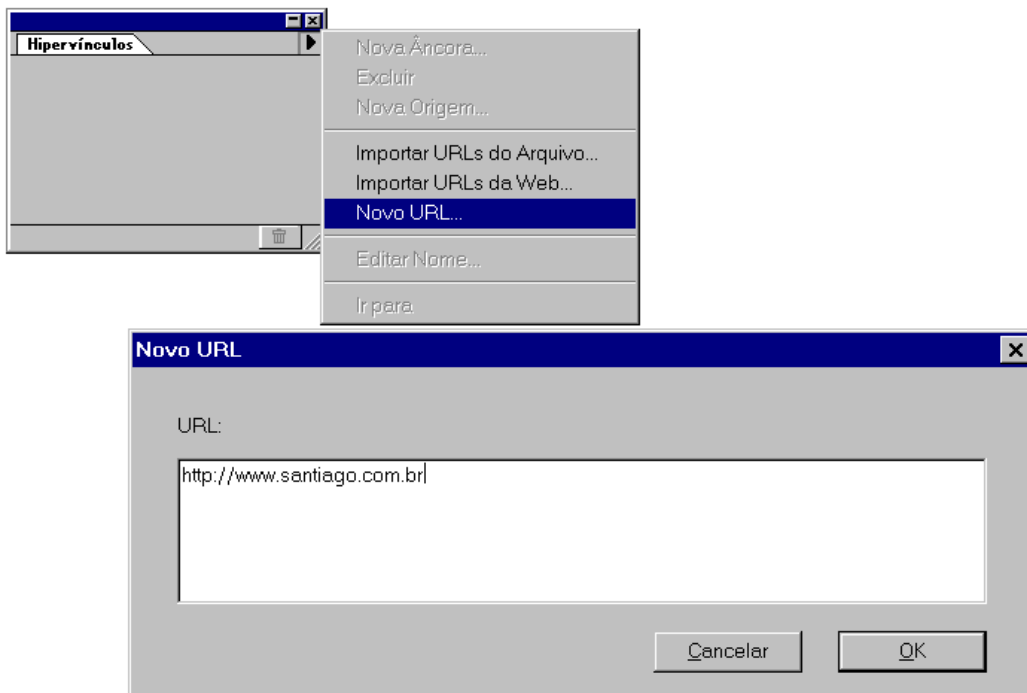 Hipervínculos
Nova Âncora...
Excluir
Nova Origem...
Importar URLs do Arquivo...
Importar URLs da Web...
Novo URL...
Editar Nome...
Ir para
Novo URL
URL:
http://www.santiago.com.br
Cancelar
OK